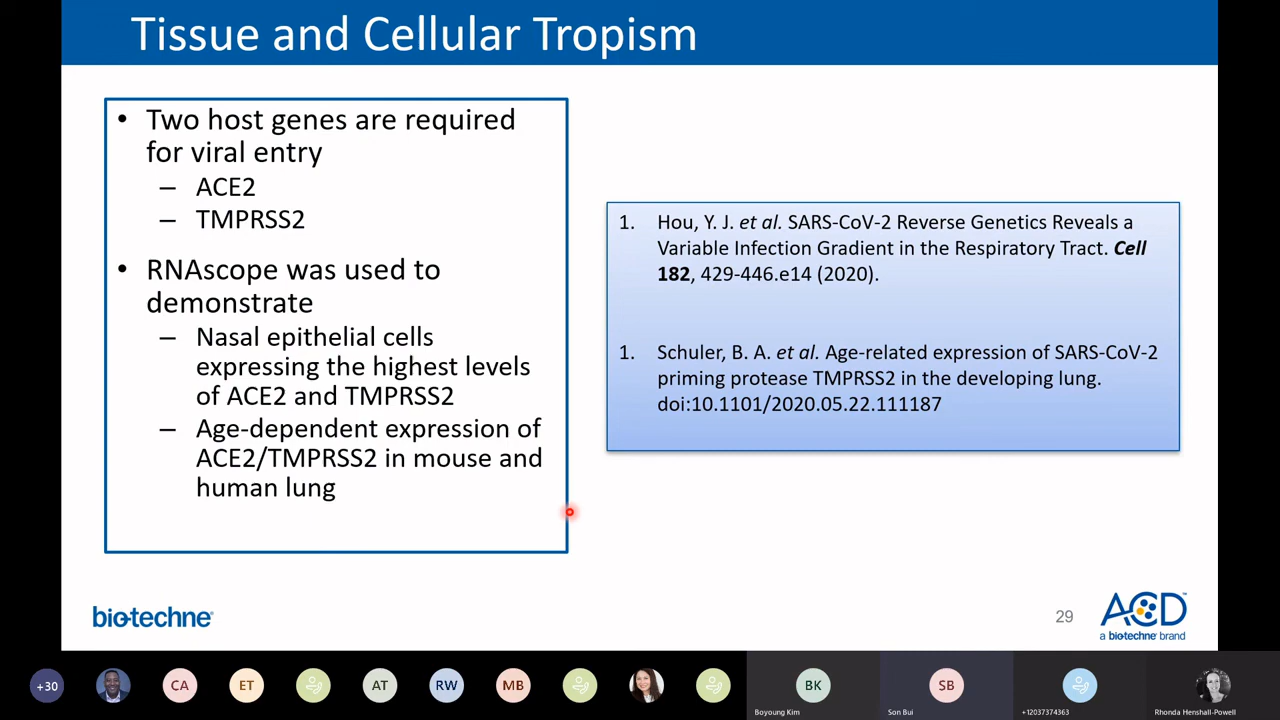 Tissue and Cellular Tropism
• Two host genes are required
for viral entry
– ACE2
– TMPRSS2
• RNAscope was used to
demonstrate
– Nasal epithelial cells
expressing the highest levels
of ACE2 and TMPRSS2
– Age-dependent expression of
ACE2/TMPRSS2 in mouse and
human lung
1. Hou, Y. J. et al. SARS-CoV-2 Reverse Genetics Reveals a
Variable Infection Gradient in the Respiratory Tract. Cell
182, 429-446.e14 (2020).
1. Schuler, B. A. et al. Age-related expression of SARS-CoV-2
priming protease TMPRSS2 in the developing lung.
doi:10.1101/2020.05.22.111187
bio-techne®
29
ACD™
a bio-techne brand
+30
CA
ET
AT
RW
MB
BK
SB
Boyoung Kim
Son Bui
+12037374363
Rhonda Henshall-Powell